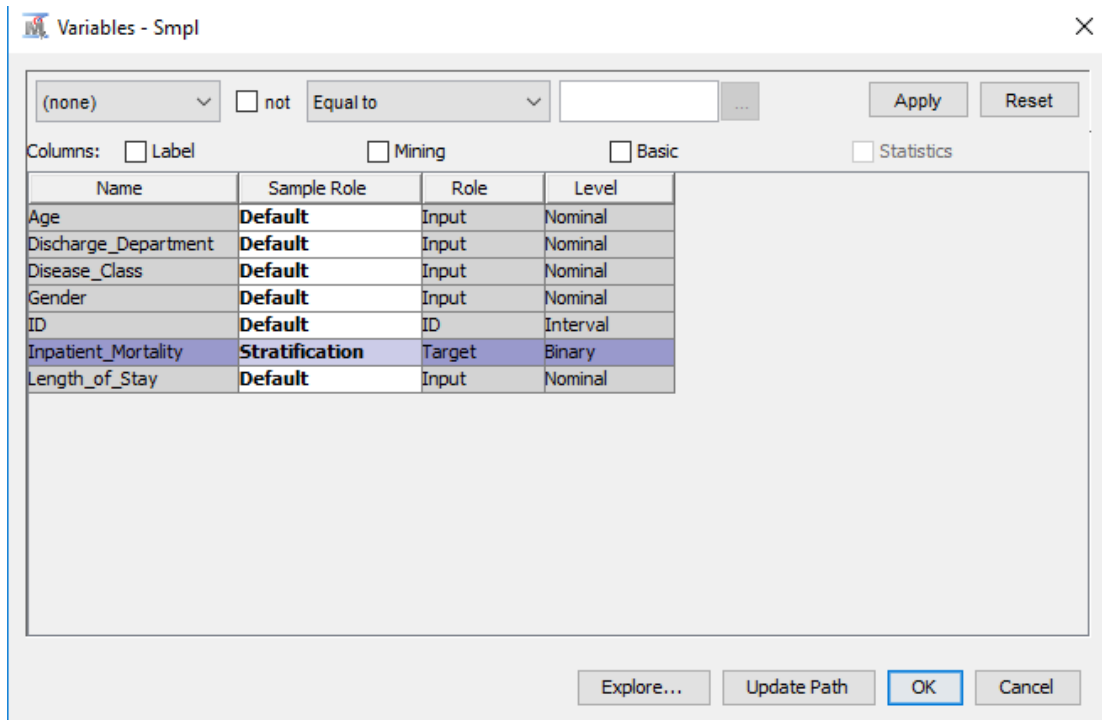 Variables - Smpl
(none) not Equal to ... Apply Reset
Columns: Label Mining Basic Statistics
Name Sample Role Role Level
Age Default Input Nominal
Discharge_Department Default Input Nominal
Disease_Class Default Input Nominal
Gender Default Input Nominal
ID Default ID Interval
Inpatient_Mortality Stratification Target Binary
Length_of_Stay Default Input Nominal
Explore... Update Path OK Cancel